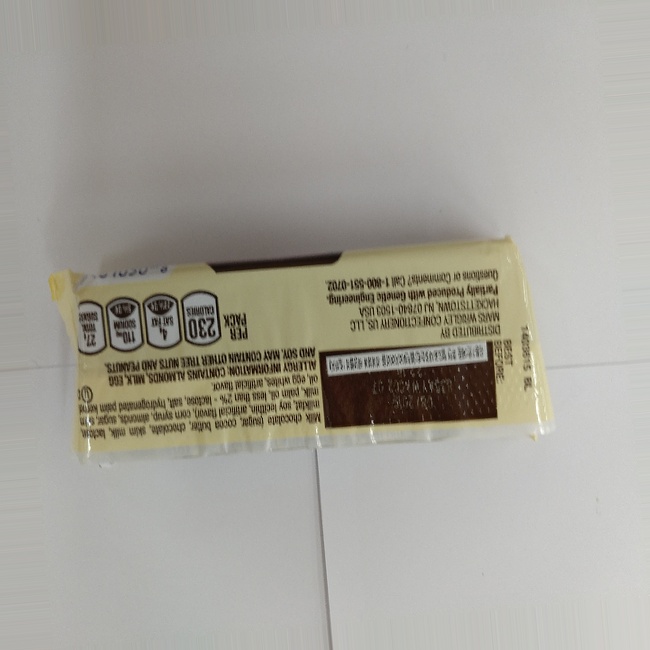 Milk chocolate (sugar, cocoa butter, chocolate, skim milk, lactose,
milkfat, soy lecithin, artificial flavor), corn syrup, almonds, sugar,
milk, palm oil, less than 2% - lactose, salt, hydrogenated palm kernel
oil, egg whites, artificial flavor.
ALLERGY INFORMATION: CONTAINS ALMONDS, MILK, EGG
AND SOY. MAY CONTAIN OTHER TREE NUTS AND PEANUTS.
PER
PACK
230
CALORIES
4g
SAT FAT
110mg
SODIUM
27g
TOTAL
SUGARS
BEST
BEFORE:
DISTRIBUTED BY
MARS WRIGLEY CONFECTIONERY US, LLC
HACKETTSTOWN, NJ 07840-1503 USA
Partially Produced with Genetic Engineering.
Questions or Comments? Call 1-800-551-0702